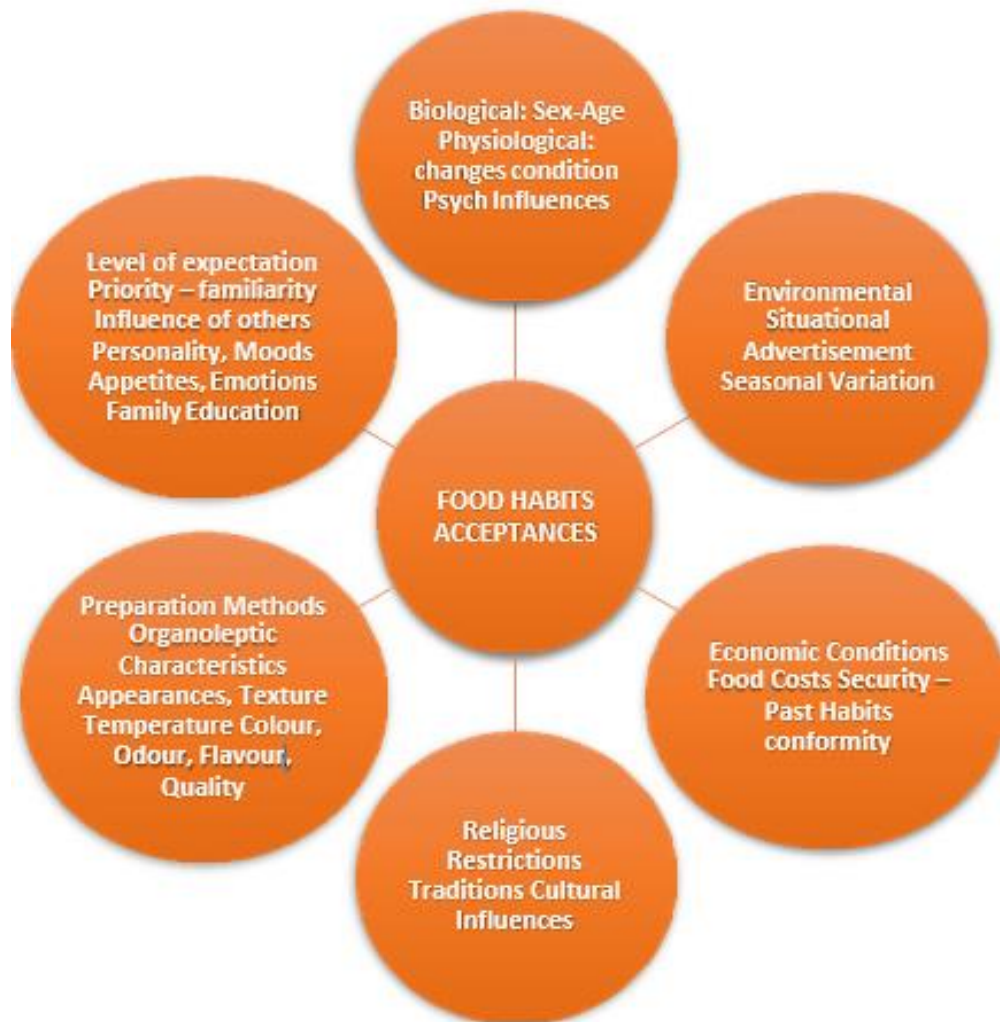 Biological: Sex-Age
Physiological:
changes condition
Psych Influences
Level of expectation
Priority – familiarity
Influence of others
Personality, Moods
Appetites, Emotions
Family Education
Environmental
Situational
Advertisement
Seasonal Variation
FOOD HABITS
ACCEPTANCES
Preparation Methods
Organoleptic
Characteristics
Appearances, Texture
Temperature Colour,
Odour, Flavour,
Quality
Economic Conditions
Food Costs Security –
Past Habits
conformity
Religious
Restrictions
Traditions Cultural
Influences